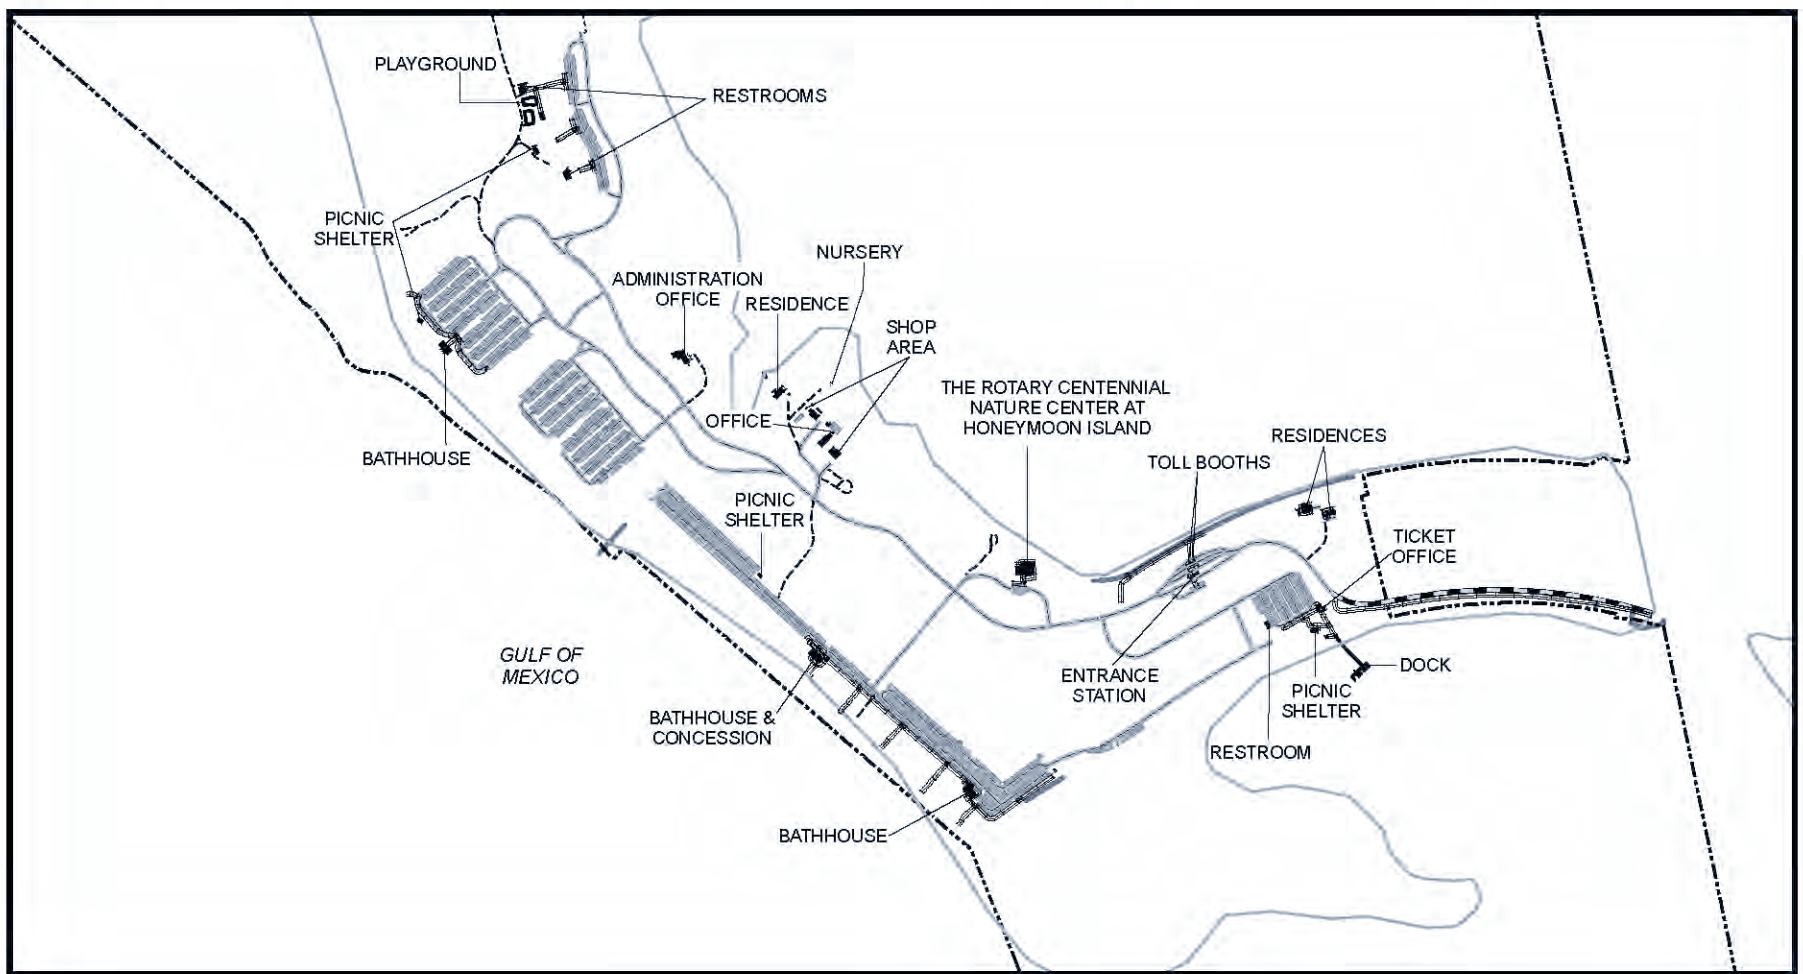 PLAYGROUND
RESTROOMS
PICNIC
SHELTER
NURSERY
ADMINISTRATION
OFFICE
RESIDENCE
SHOP
AREA
THE ROTARY CENTENNIAL
NATURE CENTER AT
HONEYMOON ISLAND
OFFICE
RESIDENCES
BATHHOUSE
TOLL BOOTHS
PICNIC
SHELTER
TICKET
OFFICE
GULF OF
MEXICO
ENTRANCE
STATION
DOCK
PICNIC
SHELTER
BATHHOUSE &
CONCESSION
RESTROOM
BATHHOUSE